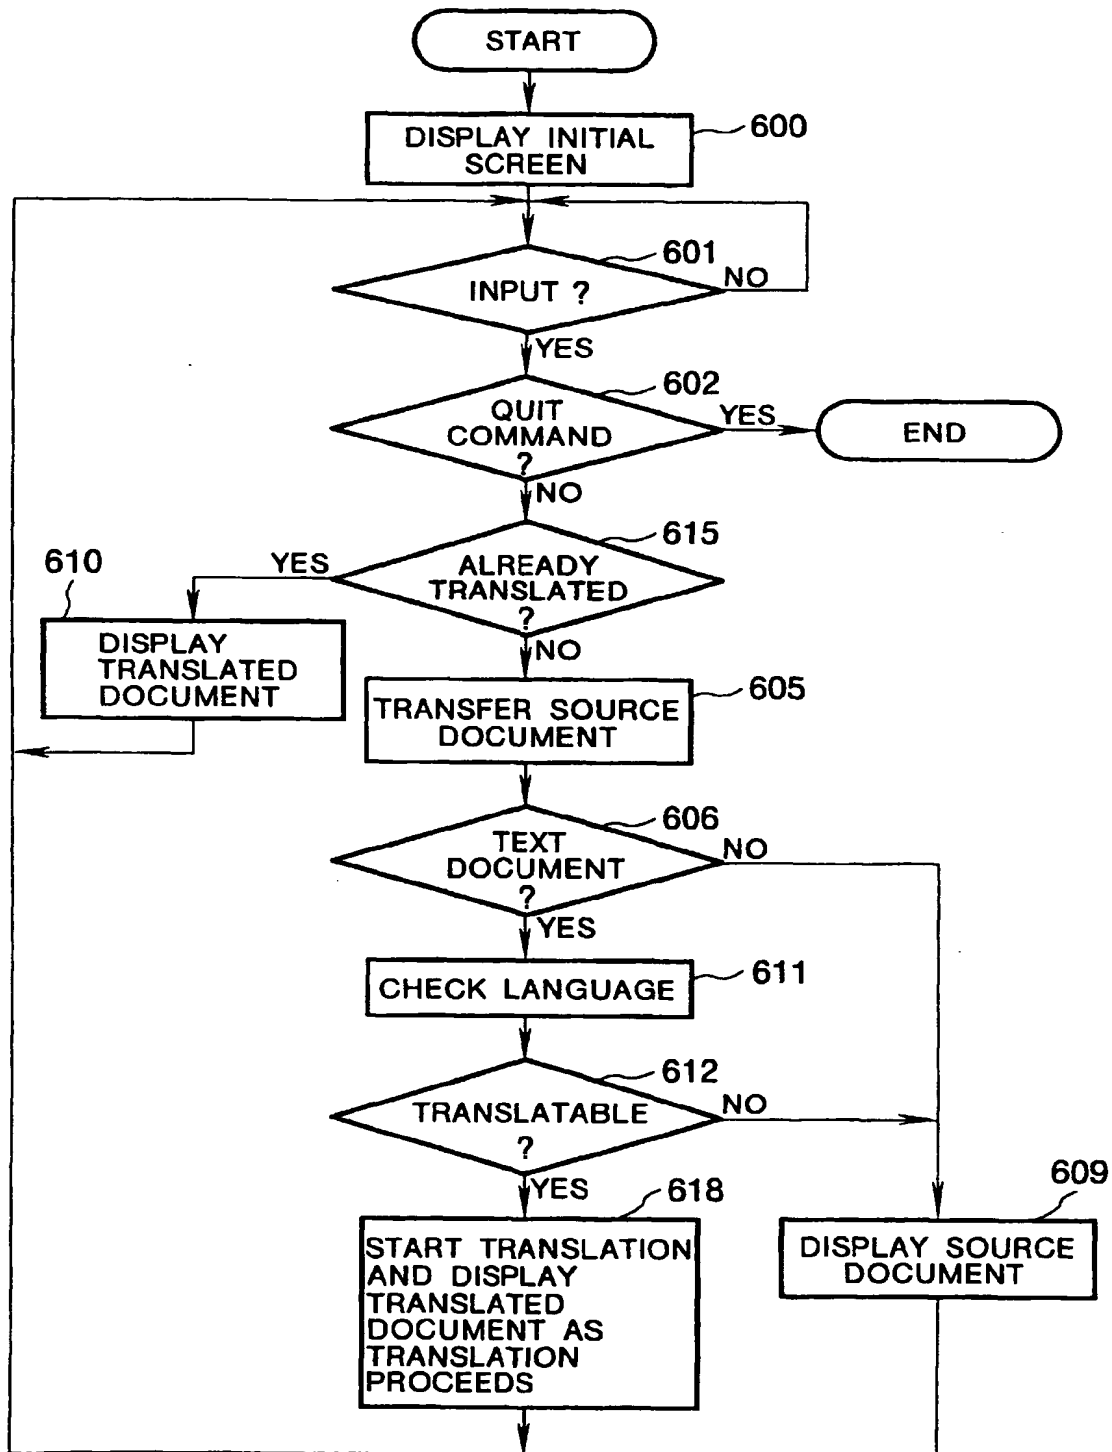 START
DISPLAY INITIAL
SCREEN
600
601
INPUT ?
NO
YES
602
QUIT
COMMAND
?
YES
END
NO
615
ALREADY
TRANSLATED
?
YES
610
DISPLAY
TRANSLATED
DOCUMENT
NO
605
TRANSFER SOURCE
DOCUMENT
606
TEXT
DOCUMENT
?
NO
YES
611
CHECK LANGUAGE
612
TRANSLATABLE
?
NO
YES
618
START TRANSLATION
AND DISPLAY
TRANSLATED
DOCUMENT AS
TRANSLATION
PROCEEDS
609
DISPLAY SOURCE
DOCUMENT